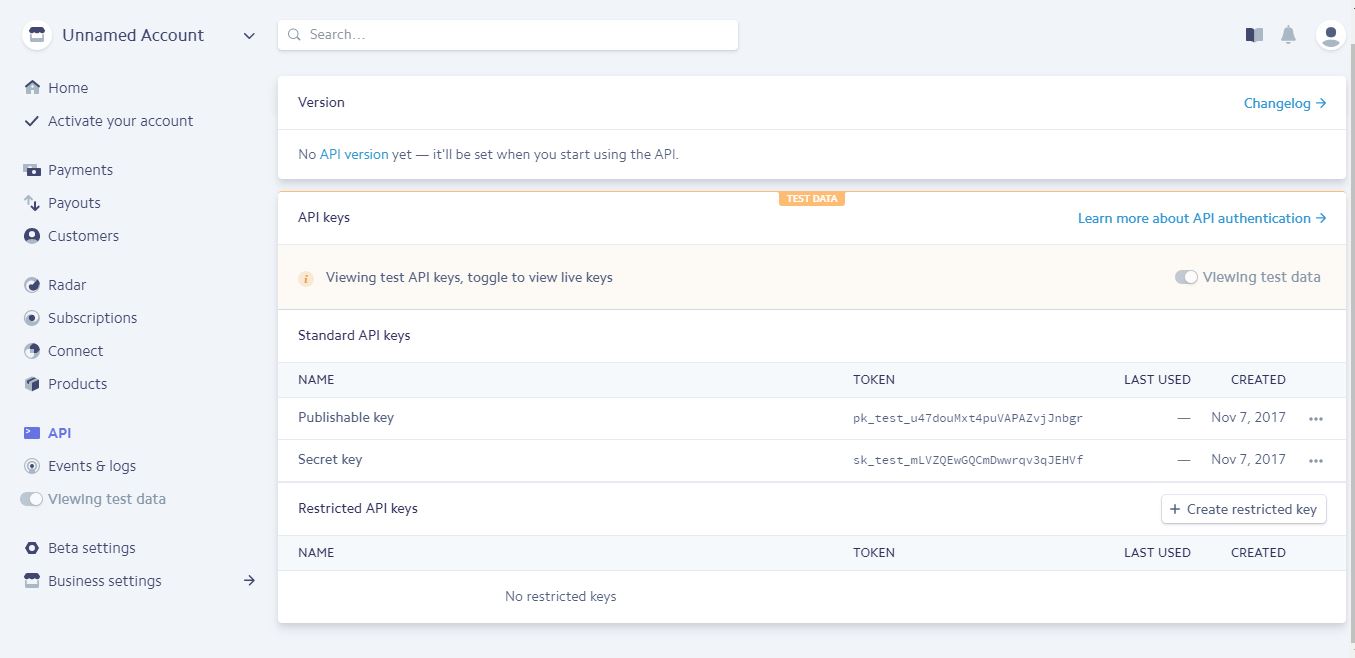 Unnamed Account
Search...
Home
Activate your account
Payments
Payouts
Customers
Radar
Subscriptions
Connect
Products
API
Events & logs
Viewing test data
Beta settings
Business settings
Version
Changelog
No API version yet — it'll be set when you start using the API.
TEST DATA
API keys
Learn more about API authentication
Viewing test API keys, toggle to view live keys
Viewing test data
Standard API keys
NAME TOKEN LAST USED CREATED
Publishable key pk_test_u47douMxt4puVAPAZvjJnbgr — Nov 7, 2017
Secret key sk_test_mLVZQEwGQCmDwwrqv3qJEHVf — Nov 7, 2017
Restricted API keys
+ Create restricted key
NAME TOKEN LAST USED CREATED
No restricted keys